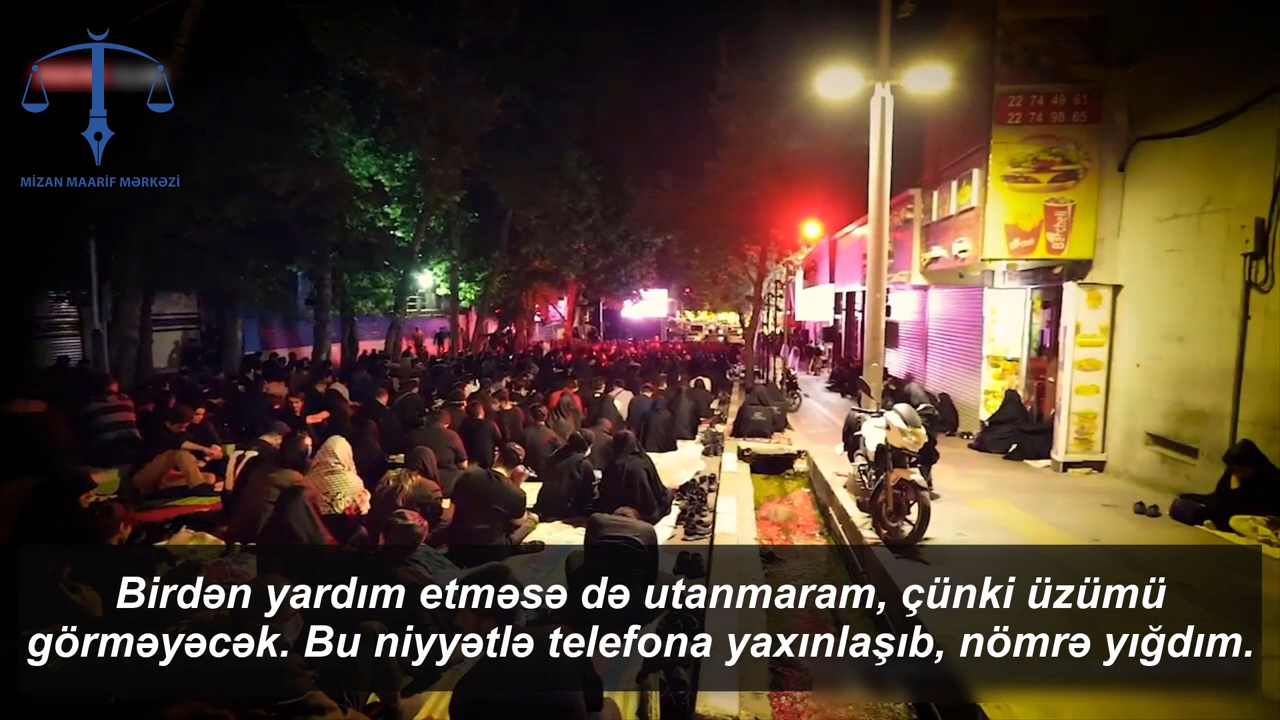 MİZAN MAARİF MƏRKƏZİ
22 74 49 61
22 74 98 65
Barcheli
Birdən yardım etməsə də utanmaram, çünki üzümü
görməyəcək. Bu niyyətlə telefona yaxınlaşıb, nömrə yığdım.